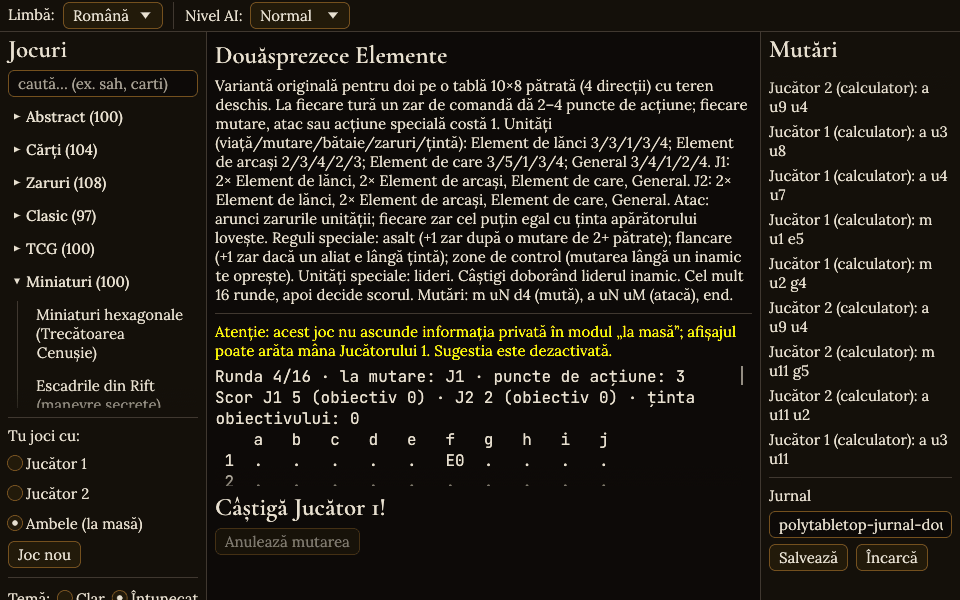 Limbă: Română ▼ Nivel AI: Normal ▼
Jocuri
caută... (ex. sah, carti)
▸ Abstract (100)
▸ Cărți (104)
▸ Zaruri (108)
▸ Clasic (97)
▸ TCG (100)
▾ Miniaturi (100)
Miniaturi hexagonale
(Trecătoarea
Cenușie)
Escadrile din Rift
(manevre secrete)
Tu joci cu:
Jucător 1
Jucător 2
Ambele (la masă)
Joc nou
Temă: Clar Întunecat
Douăsprezece Elemente
Variantă originală pentru doi pe o tablă 10×8 pătrată (4 direcții) cu teren
deschis. La fiecare tură un zar de comandă dă 2–4 puncte de acțiune; fiecare
mutare, atac sau acțiune specială costă 1. Unități
(viață/mutare/bătaie/zaruri/țintă): Element de lănci 3/3/1/3/4; Element
de arcași 2/3/4/2/3; Element de care 3/5/1/3/4; General 3/4/1/2/4. J1:
2× Element de lănci, 2× Element de arcași, Element de care, General. J2: 2×
Element de lănci, 2× Element de arcași, Element de care, General. Atac:
arunci zarurile unității; fiecare zar cel puțin egal cu ținta apărătorului
lovește. Reguli speciale: asalt (+1 zar după o mutare de 2+ pătrate); flancare
(+1 zar dacă un aliat e lângă țintă); zone de control (mutarea lângă un inamic
te oprește). Unități speciale: lideri. Câștigi doborând liderul inamic. Cel mult
16 runde, apoi decide scorul. Mutări: m uN d4 (mută), a uN uM (atacă), end.
Atenție: acest joc nu ascunde informația privată în modul „la masă”; afișajul
poate arăta mâna Jucătorului 1. Sugestia este dezactivată.
Runda 4/16 · la mutare: J1 · puncte de acțiune: 3 |
Scor J1 5 (obiectiv 0) · J2 2 (obiectiv 0) · ținta
obiectivului: 0
a b c d e f g h i j
1 . . . . . E0 . . . .
2 . . . . . . . . . .
Câștigă Jucător 1!
Anulează mutarea
Mutări
Jucător 2 (calculator): a
u9 u4
Jucător 1 (calculator): a u3
u8
Jucător 1 (calculator): a u4
u7
Jucător 1 (calculator): m
u1 e5
Jucător 1 (calculator): m
u2 g4
Jucător 2 (calculator): a
u9 u4
Jucător 2 (calculator): m
u11 g5
Jucător 2 (calculator): a
u11 u2
Jucător 1 (calculator): a u3
u11
Jurnal
polytabletop-jurnal-dou
Salvează Încarcă